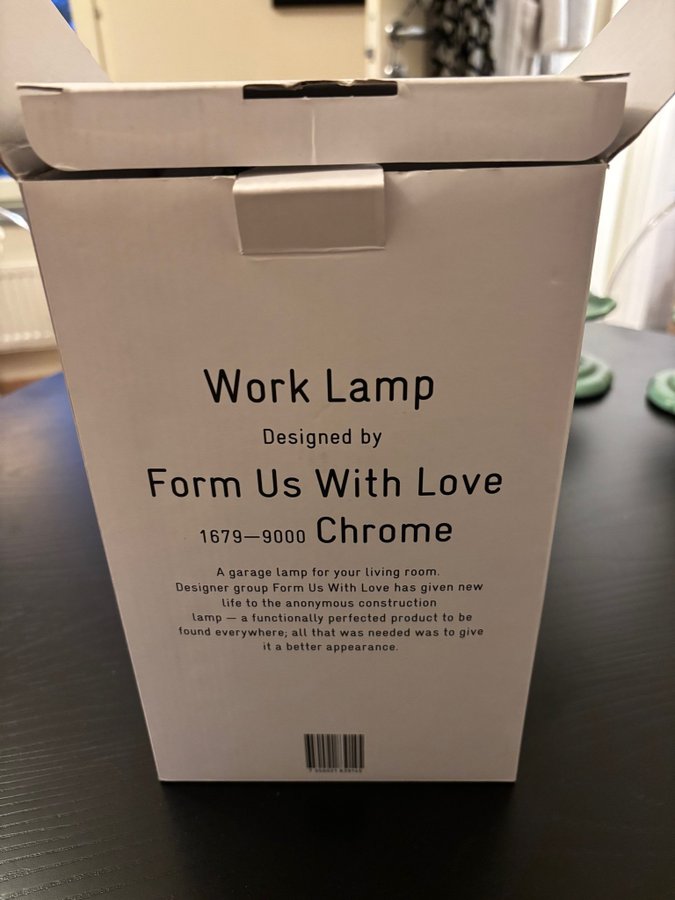 Work Lamp
Designed by
Form Us With Love
1679—9000 Chrome
A garage lamp for your living room.
Designer group Form Us With Love has given new
life to the anonymous construction
lamp — a functionally perfected product to be
found everywhere; all that was needed was to give
it a better appearance.